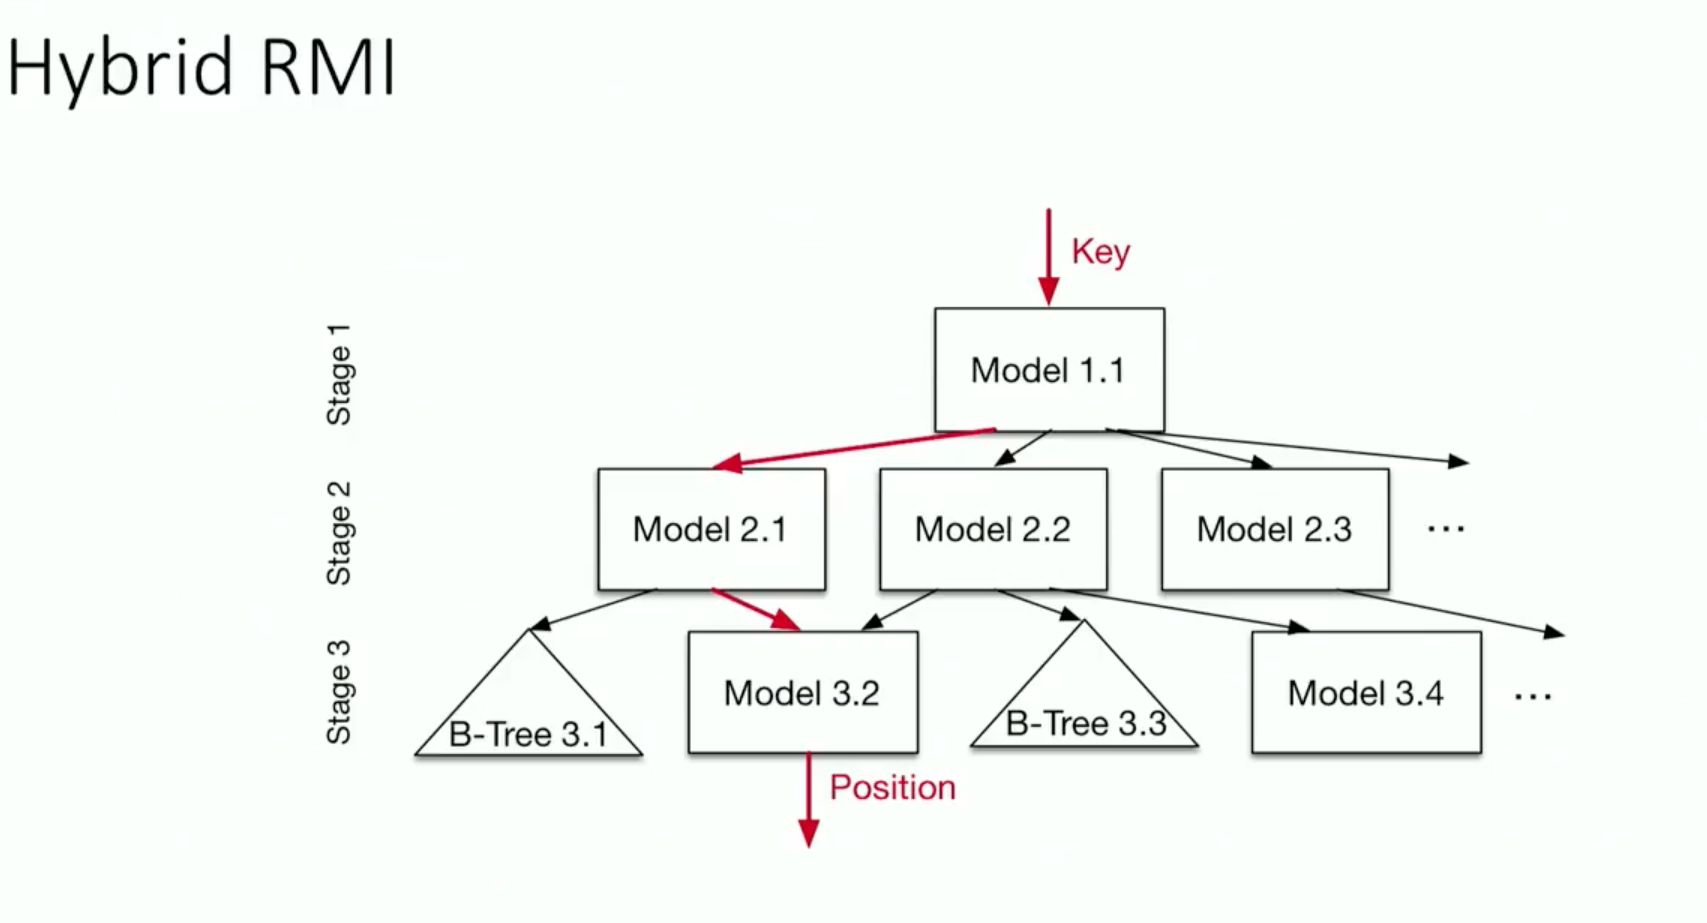 Hybrid RMI
Key
Stage 1
Model 1.1
Stage 2
Model 2.1
Model 2.2
Model 2.3
...
Stage 3
B-Tree 3.1
Model 3.2
B-Tree 3.3
Model 3.4
...
Position